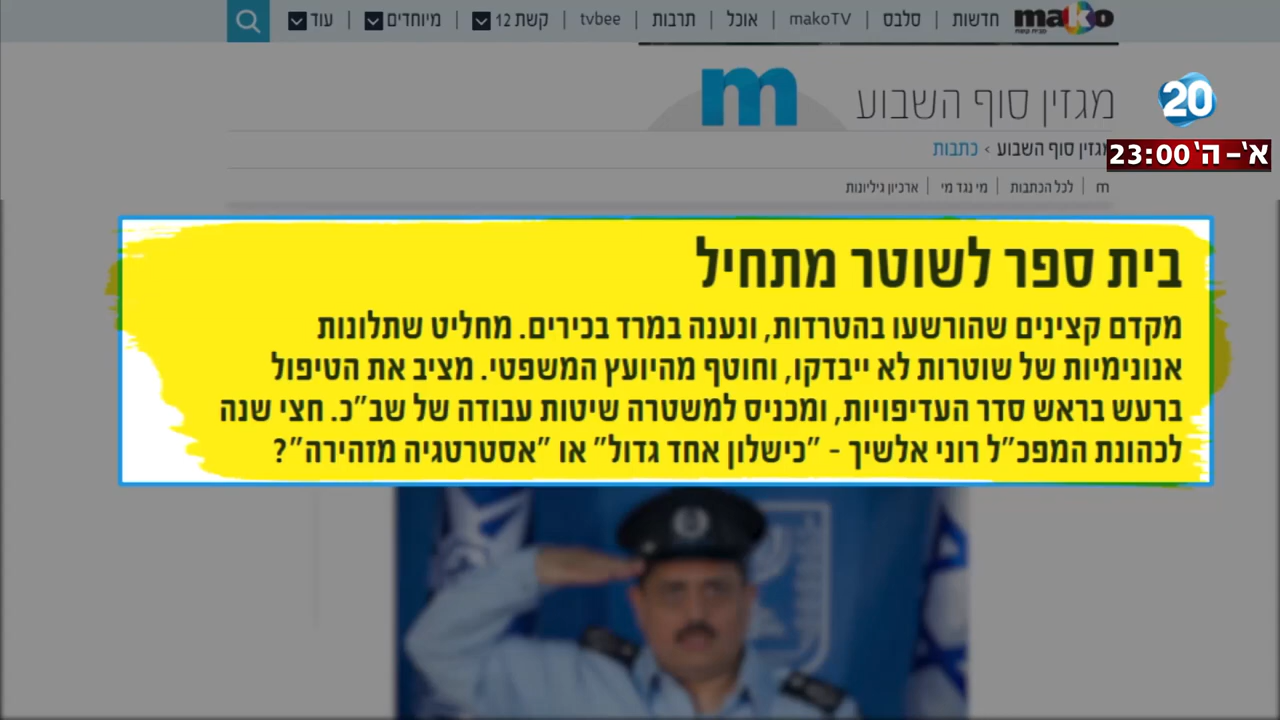 mako חדשות | סלבס | makoTV | אוכל | תרבות | tvbee | קשת 12 | מיוחדים | עוד
מגזין סוף השבוע m
20
מגזין סוף השבוע > כתבות
א'-ה' 23:00
m | לכל הכתבות | מי נגד מי | ארכיון גיליונות
בית ספר לשוטר מתחיל
מקדם קצינים שהורשעו בהטרדות, ונענה במרד בכירים. מחליט שתלונות
אנונימיות של שוטרות לא ייבדקו, וחוטף מהיועץ המשפטי. מציב את הטיפול
ברעש בראש סדר העדיפויות, ומכניס למשטרה שיטות עבודה של שב"כ. חצי שנה
לכהונת המפכ"ל רוני אלשיך - "כישלון אחד גדול" או "אסטרטגיה מזהירה"?